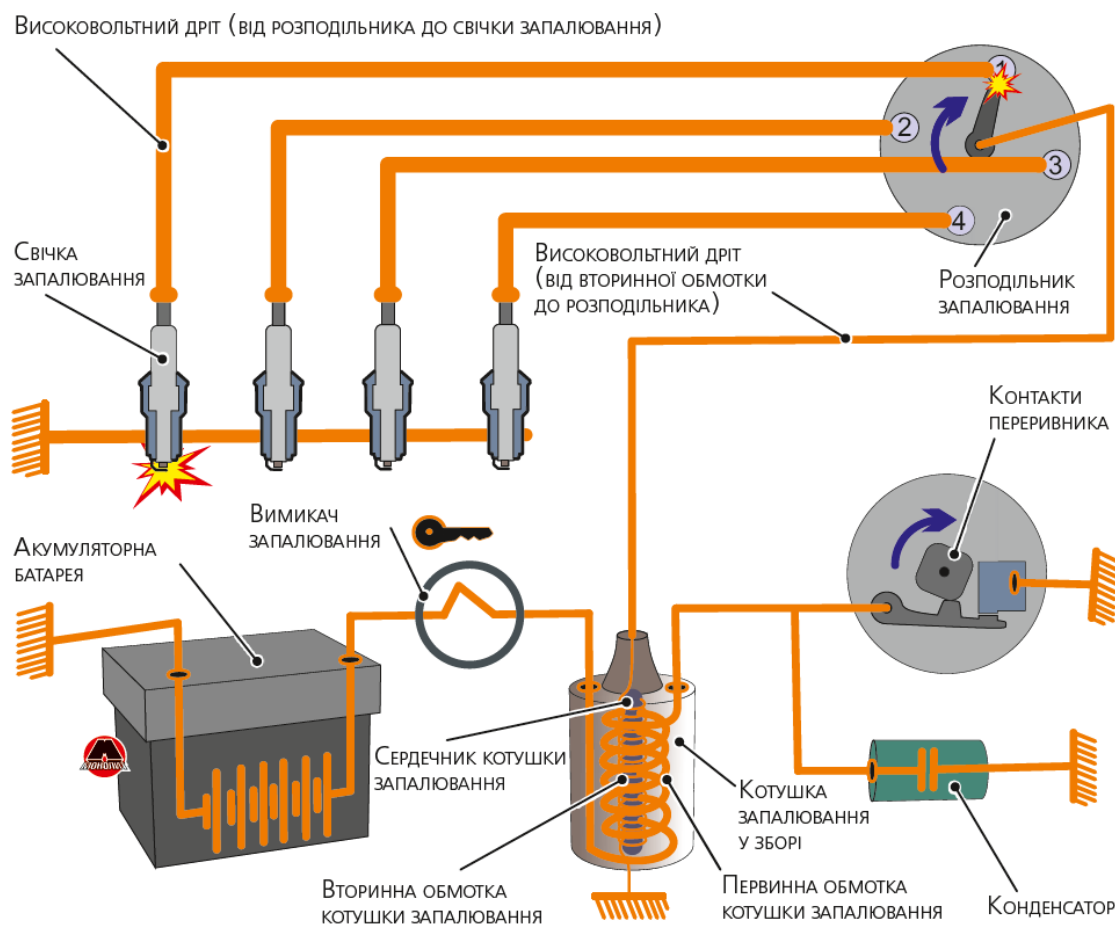 Високовольтний дріт (від розподільника до свічки запалювання)
1
2
3
4
Свічка
запалювання
Високовольтний дріт
(від вторинної обмотки
до розподільника)
Розподільник
запалювання
Контакти
переривника
Вимикач
запалювання
Акумуляторна
батарея
Сердечник котушки
запалювання
Котушка
запалювання
у зборі
Вторинна обмотка
котушки запалювання
Первинна обмотка
котушки запалювання
Конденсатор